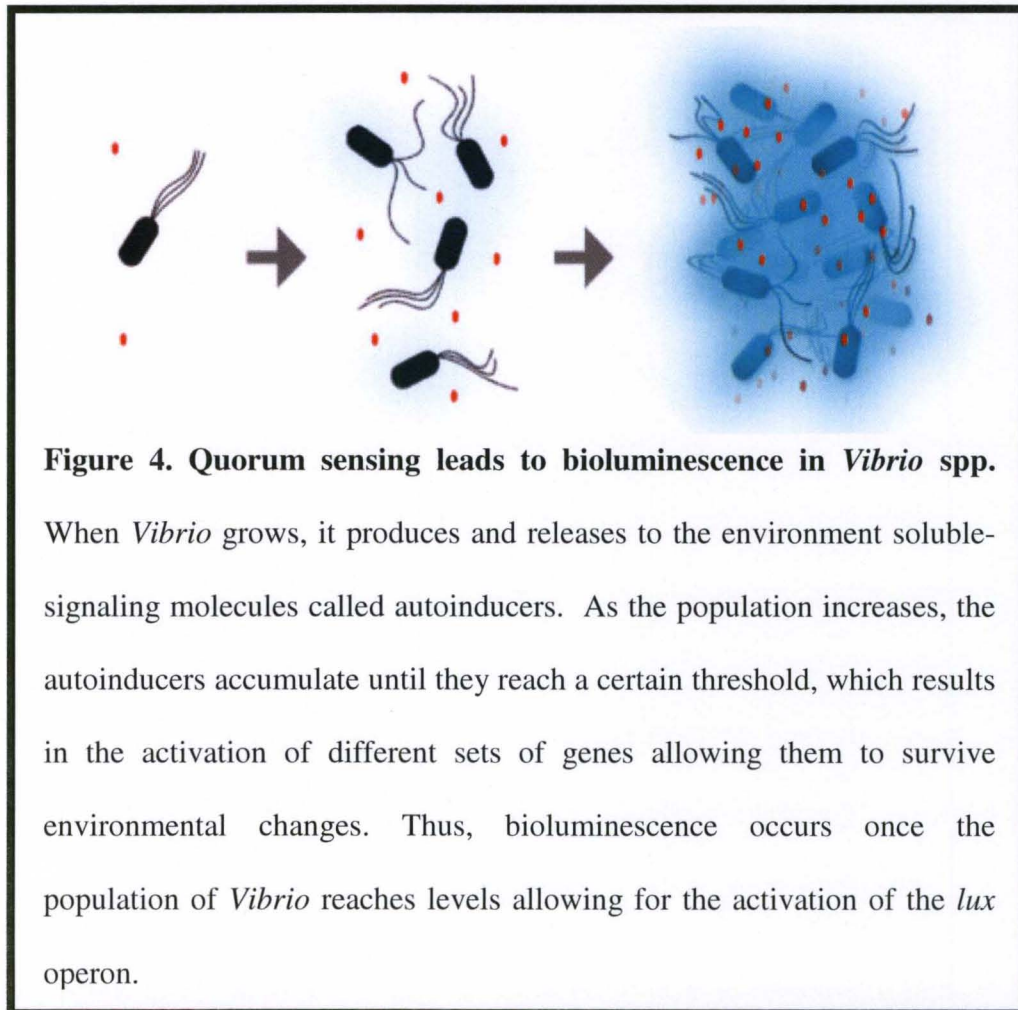 Figure 4. Quorum sensing leads to bioluminescence in Vibrio spp.
When Vibrio grows, it produces and releases to the environment soluble-
signaling molecules called autoinducers. As the population increases, the
autoinducers accumulate until they reach a certain threshold, which results
in the activation of different sets of genes allowing them to survive
environmental changes. Thus, bioluminescence occurs once the
population of Vibrio reaches levels allowing for the activation of the lux
operon.